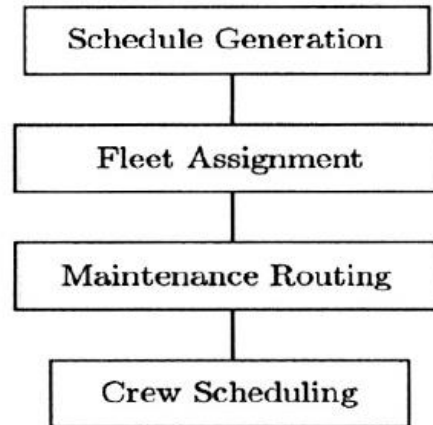 Schedule Generation
Fleet Assignment
Maintenance Routing
Crew Scheduling